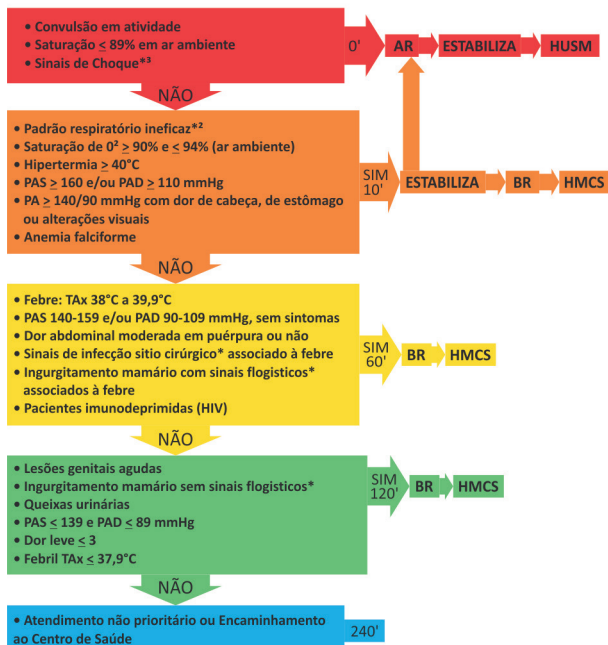 • Convulsão em atividade
• Saturação ≤ 89% em ar ambiente
• Sinais de Choque*³
0'
AR
ESTABILIZA
HUSM
NÃO
• Padrão respiratório ineficaz*²
• Saturação de 0² ≥ 90% e ≤ 94% (ar ambiente)
• Hipertermia ≥ 40°C
• PAS ≥ 160 e/ou PAD ≥ 110 mmHg
• PA ≥ 140/90 mmHg com dor de cabeça, de estômago
ou alterações visuais
• Anemia falciforme
SIM
10'
ESTABILIZA
BR
HMCS
NÃO
• Febre: TAx 38°C a 39,9°C
• PAS 140-159 e/ou PAD 90-109 mmHg, sem sintomas
• Dor abdominal moderada em puérpura ou não
• Sinais de infecção sitio cirúrgico* associado à febre
• Ingurgitamento mamário com sinais flogisticos*
associados à febre
• Pacientes imunodeprimidas (HIV)
SIM
60'
BR
HMCS
NÃO
• Lesões genitais agudas
• Ingurgitamento mamário sem sinais flogisticos*
• Queixas urinárias
• PAS ≤ 139 e PAD ≤ 89 mmHg
• Dor leve ≤ 3
• Febril TAx ≤ 37,9°C
SIM
120'
BR
HMCS
NÃO
• Atendimento não prioritário ou Encaminhamento
ao Centro de Saúde
240'